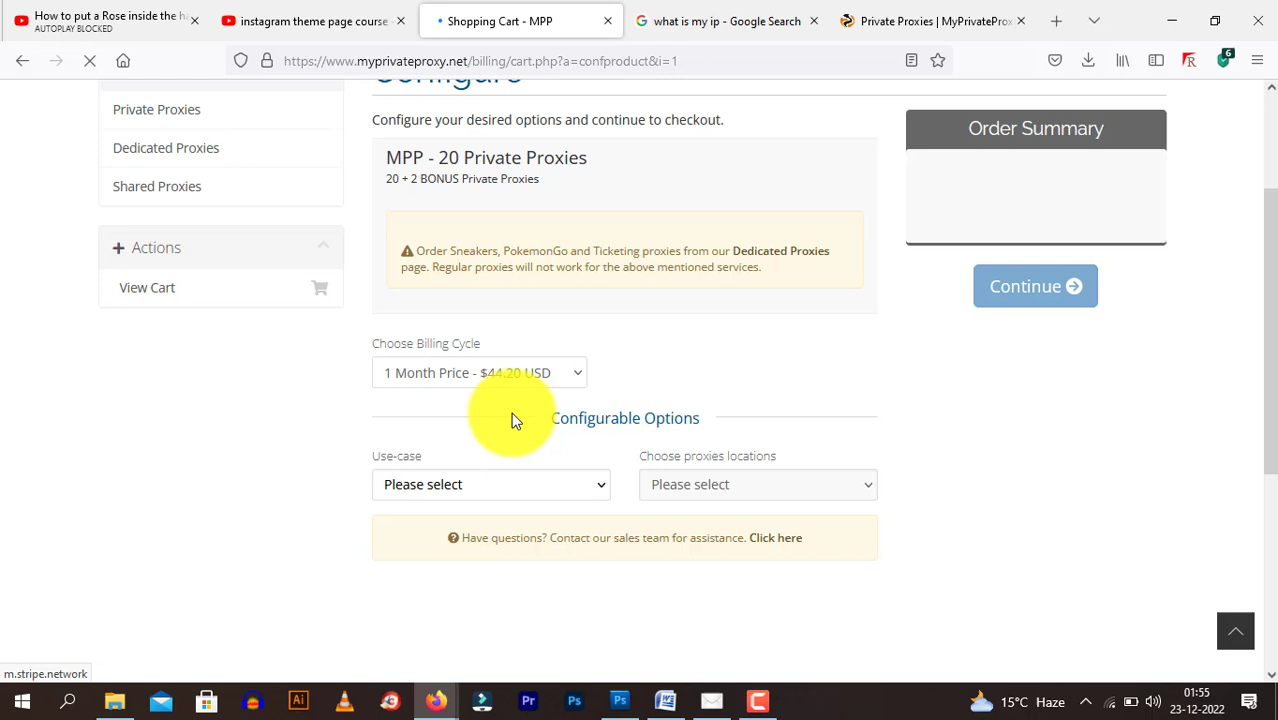 How to put a Rose inside the h
AUTOPLAY BLOCKED
instagram theme page course -
Shopping Cart - MPP
what is my ip - Google Search
Private Proxies | MyPrivateProx
https://www.myprivateproxy.net/billing/cart.php?a=confproduct&i=1
6
Configure
Private Proxies
Dedicated Proxies
Shared Proxies
Actions
View Cart
Configure your desired options and continue to checkout.
MPP - 20 Private Proxies
20 + 2 BONUS Private Proxies
Order Sneakers, PokemonGo and Ticketing proxies from our Dedicated Proxies
page. Regular proxies will not work for the above mentioned services.
Order Summary
Continue
Choose Billing Cycle
1 Month Price - $44.20 USD
Configurable Options
Use-case
Choose proxies locations
Please select
Please select
Have questions? Contact our sales team for assistance. Click here
m.stripe.network
Ai
Pr
Ps
Ps
15°C Haze
01:55
23-12-2022